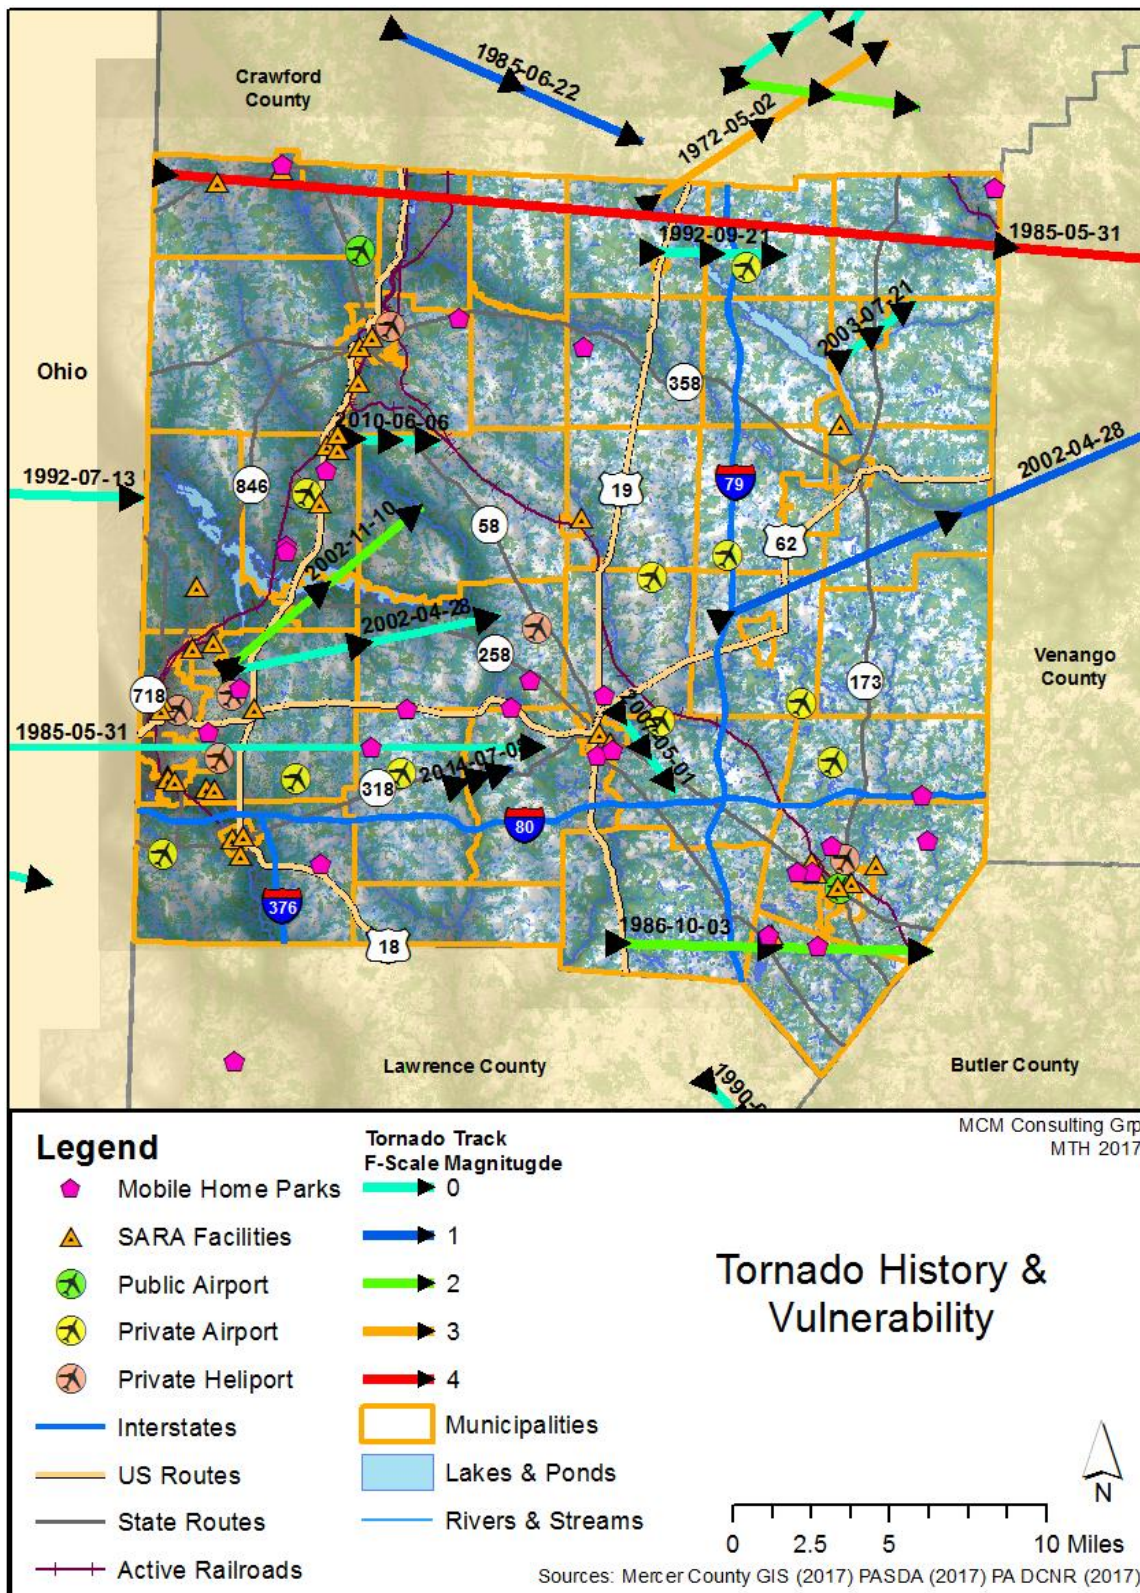 Crawford
County
1985-06-22
1972-05-02
1992-09-21
1985-05-31
2003-07-21
Ohio
358
2010-06-06
1992-07-13
846
19
79
2002-04-28
58
62
2002-11-10
2002-04-28
258
Venango
County
718
173
1985-05-31
2014-07-0
318
80
376
1986-10-03
18
Lawrence County
Butler County
1990-0
MCM Consulting Grp
MTH 2017
Legend
Mobile Home Parks
SARA Facilities
Public Airport
Private Airport
Private Heliport
Interstates
US Routes
State Routes
Active Railroads
Tornado Track
F-Scale Magnitugde
0
1
2
3
4
Municipalities
Lakes & Ponds
Rivers & Streams
Tornado History &
Vulnerability
N
0 2.5 5 10 Miles
Sources: Mercer County GIS (2017) PASDA (2017) PA DCNR (2017)